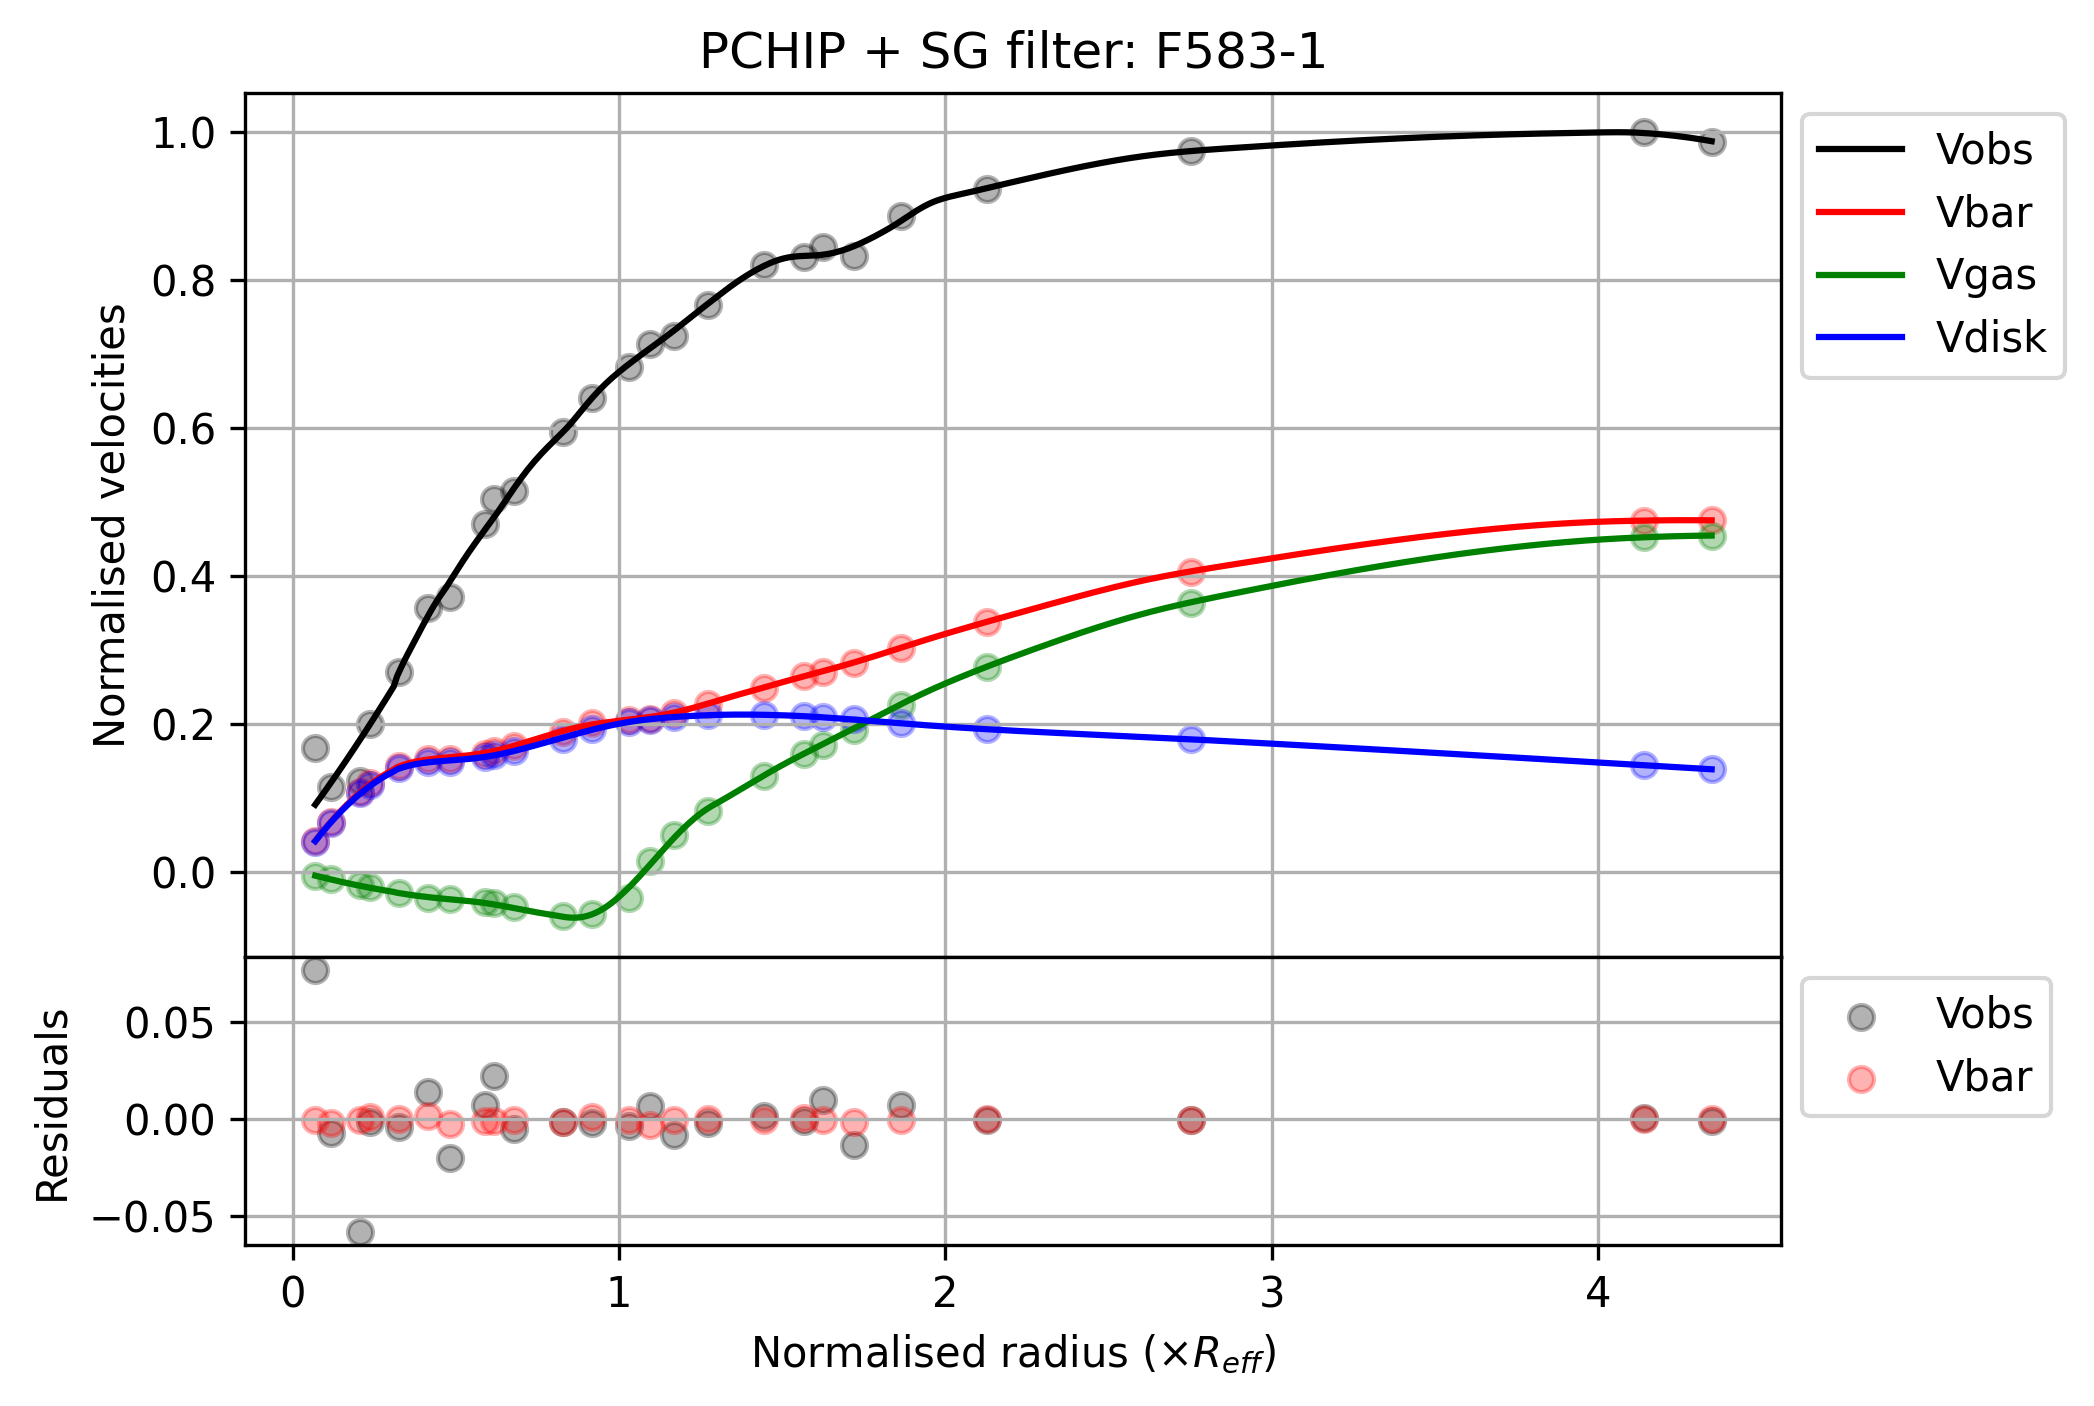 PCHIP + SG filter: F583-1
Normalised velocities
1.0
0.8
0.6
0.4
0.2
0.0
Vobs
Vbar
Vgas
Vdisk
Residuals
0.05
0.00
−0.05
Vobs
Vbar
0 1 2 3 4
Normalised radius (×R_eff)